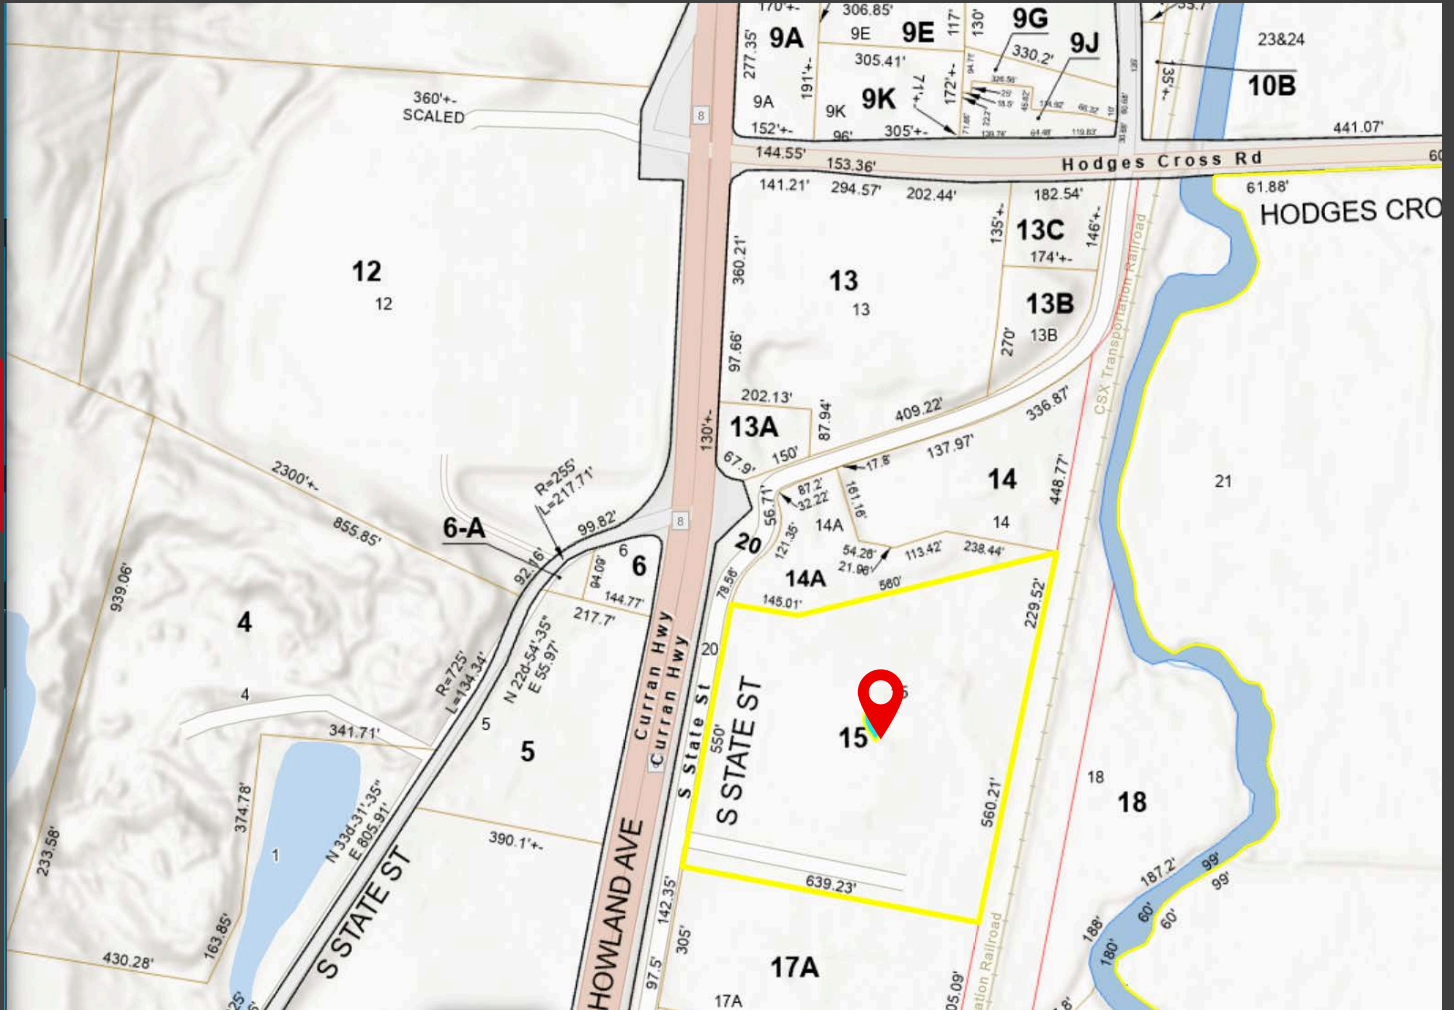 170'+-
306.85'
9E
9E
117'
130'
9G
330.2'
9J
23&24
10B
135'+-
277.35'
9A
191'+-
305.41'
9K
9K
71'+-
172'+-
9A
152'+-
96'
305'+-
441.07'
360'+-
SCALED
8
144.55'
153.36'
Hodges Cross Rd
60
141.21'
294.57'
202.44'
182.54'
61.88'
HODGES CRO
135'+-
13C
146'+-
174'+-
12
12
360.21'
13
13
13B
13B
270'
CSX Transportation Railroad
97.66'
202.13'
13A
87.94'
130'+-
67.9'
150'
409.22'
336.87'
137.97'
17.8'
448.77'
14
14
21
2300'+-
855.85'
R=255'
L=217.71'
99.82'
6-A
92.16'
8
56.71'
87.2'
32.22'
161.16'
14A
20
121.35'
54.26'
21.96'
113.42'
238.44'
6
6
94.09'
144.77'
217.7'
78.56'
14A
560'
145.01'
229.52'
939.06'
4
4
R=725'
L=134.34'
N 22d-54'-35"
E 55.97'
5
5
Curran Hwy
Curran Hwy
20
S State St
550'
S STATE ST
15
560.21'
18
18
341.71'
374.78'
1
N 33d-31'-35"
E 805.91'
390.1'+-
233.58'
163.85'
430.28'
S STATE ST
HOWLAND AVE
639.23'
142.35'
305'
97.5'
17A
17A
ation Railroad
05.09'
187.2'
99'
99'
60'
60'
188'
180'